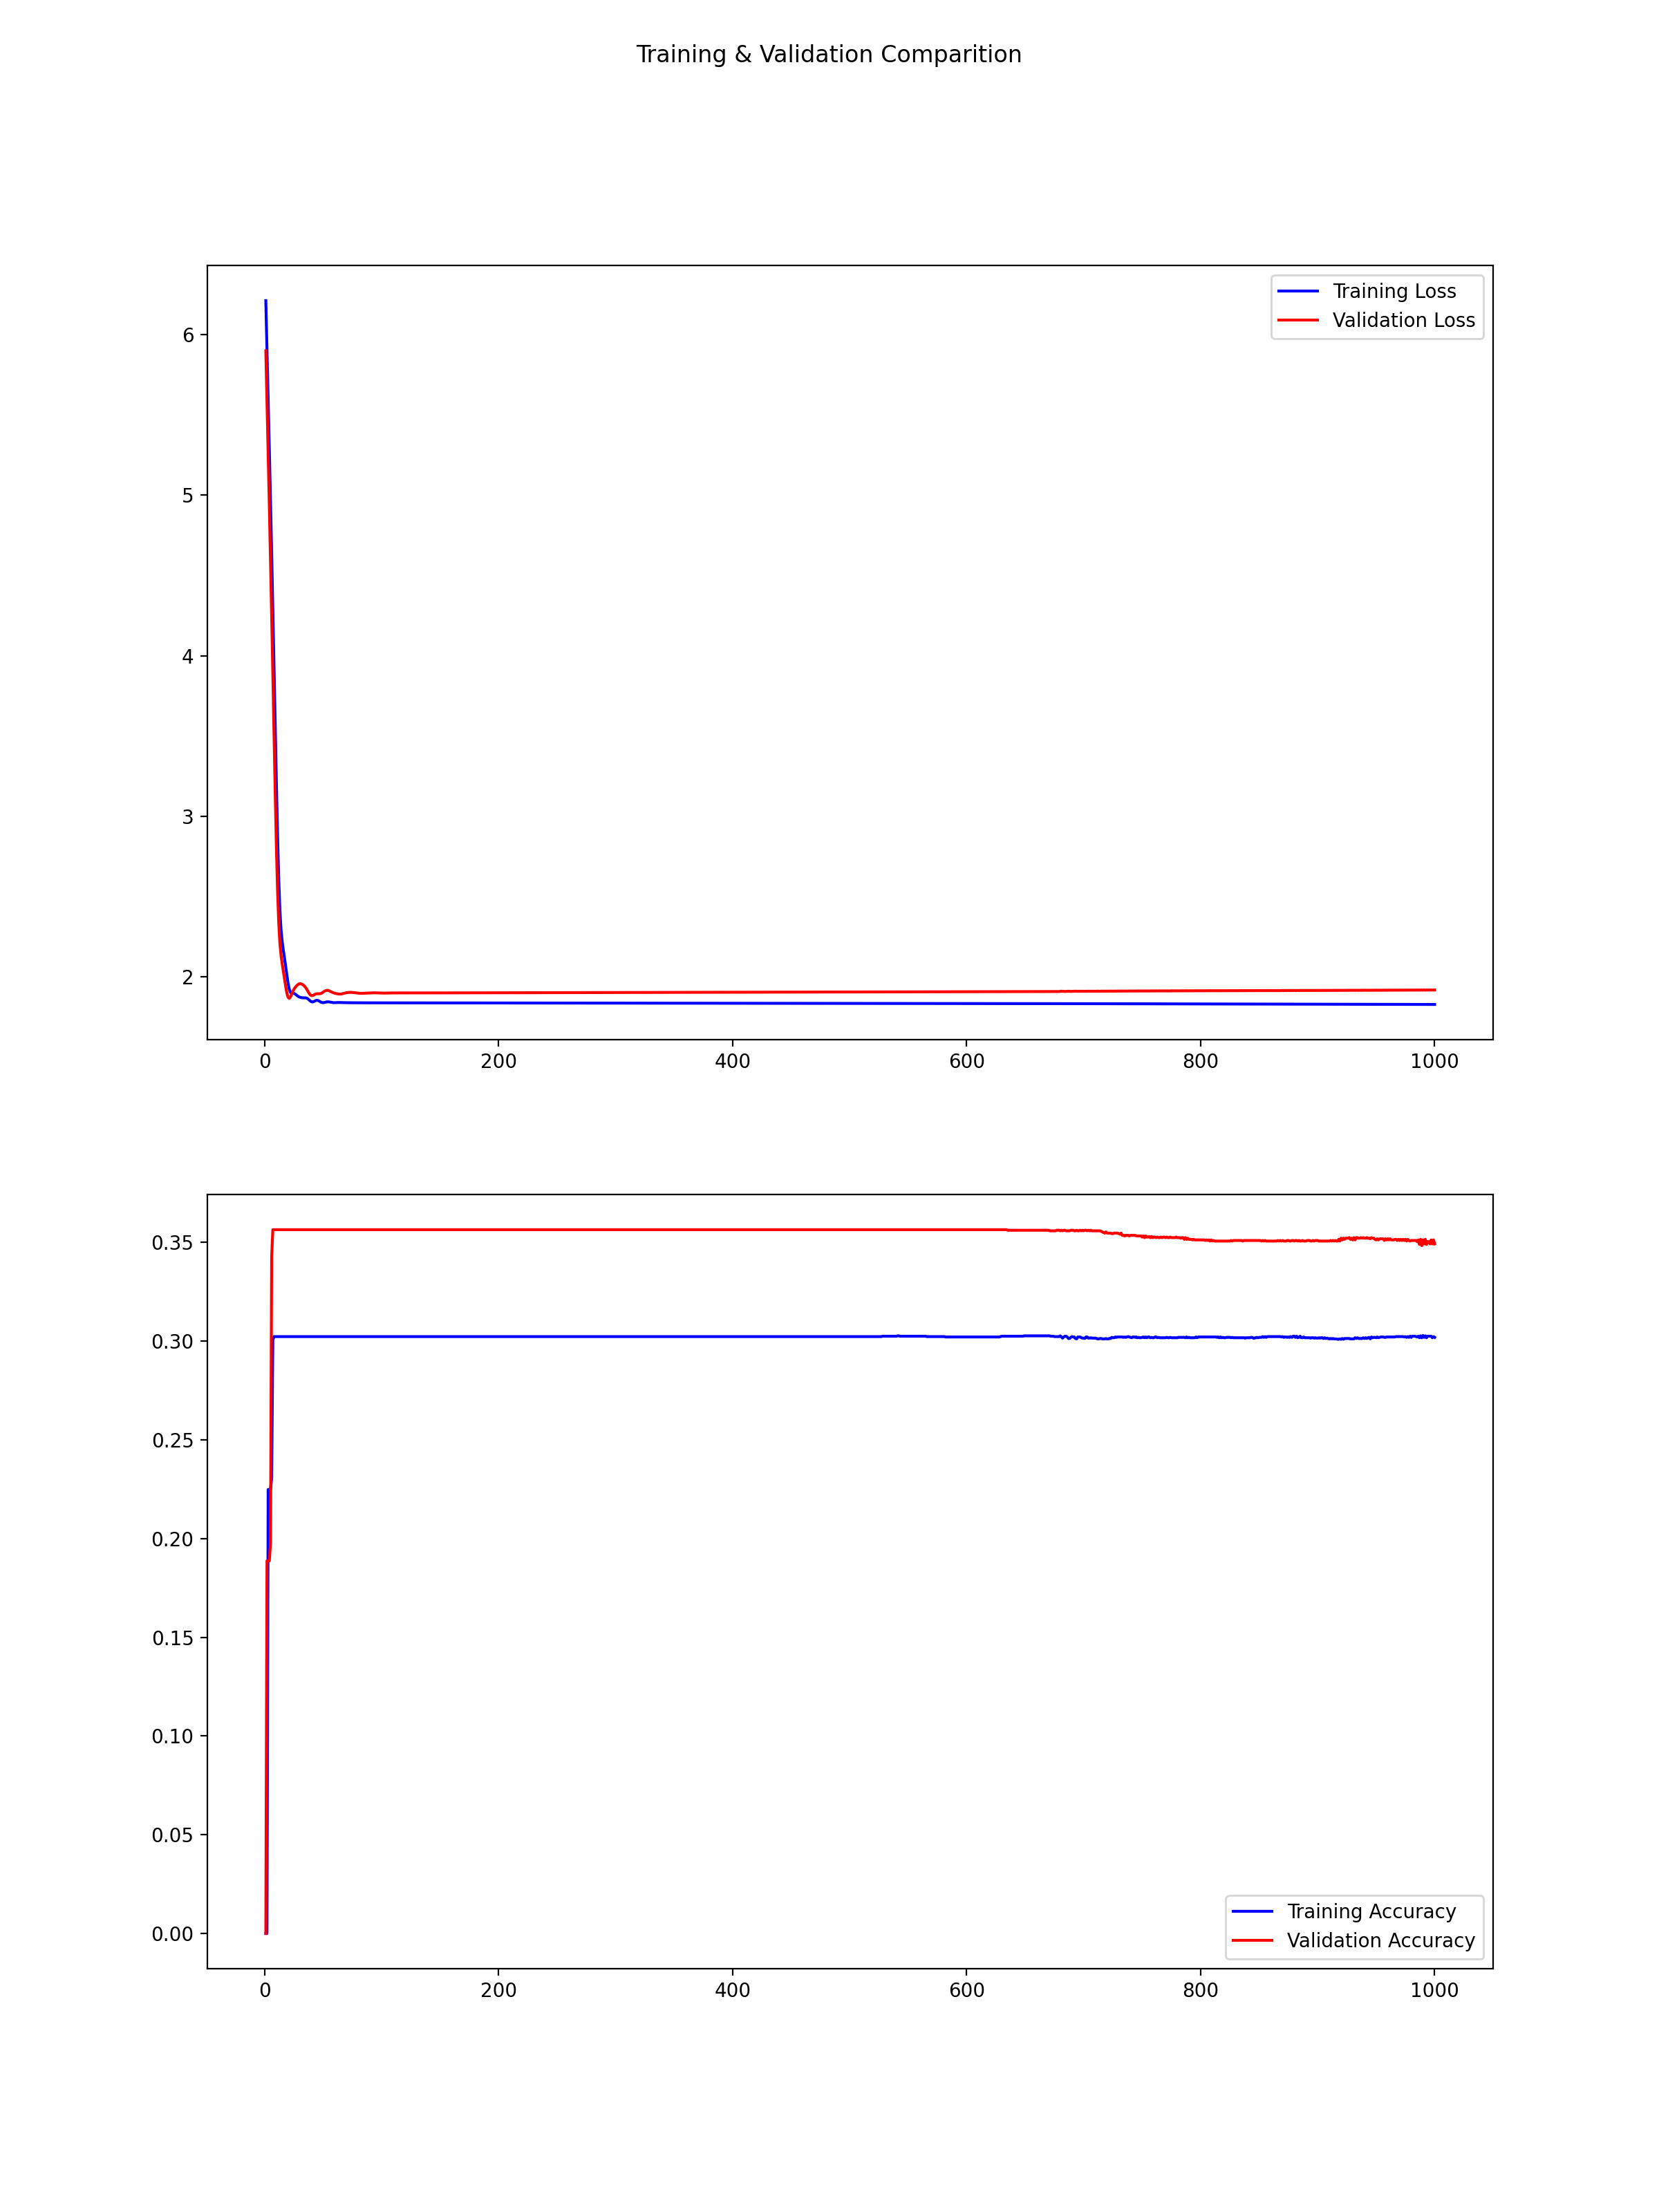 Training & Validation Comparition
Training Loss
Validation Loss
6
5
4
3
2
0 200 400 600 800 1000
0.35
0.30
0.25
0.20
0.15
0.10
0.05
0.00
Training Accuracy
Validation Accuracy
0 200 400 600 800 1000